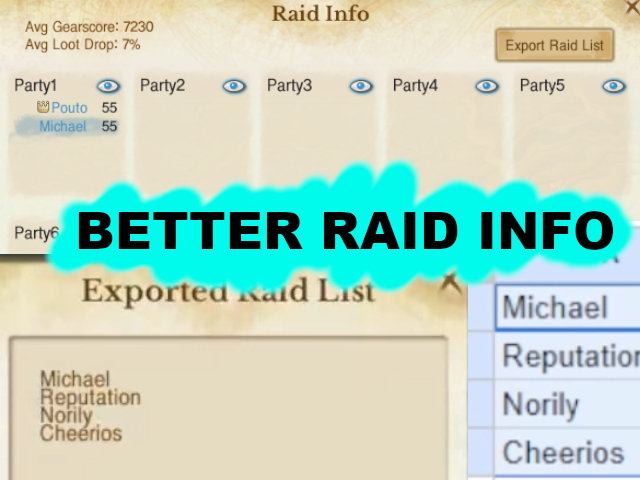 Raid Info
Avg Gearscore: 7230
Avg Loot Drop: 7%
Export Raid List
Party1 Party2 Party3 Party4 Party5
Pouto 55
Michael 55
Party6
BETTER RAID INFO
Exported Raid List
Michael
Reputation
Norily
Cheerios
Michael
Reputation
Norily
Cheerios